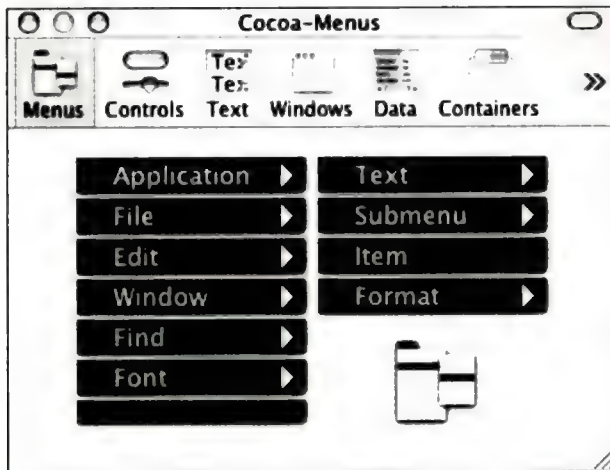 Cocoa-Menus
Menus Controls Text Windows Data Containers
Application
File
Edit
Window
Find
Font
Text
Submenu
Item
Format